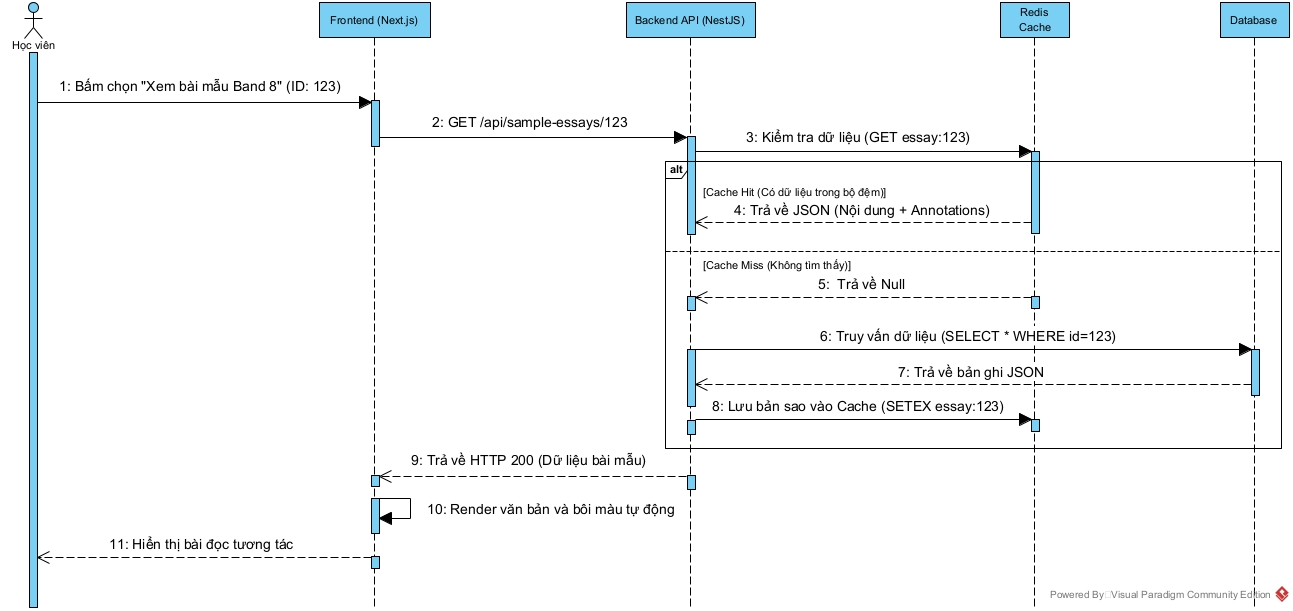 Học viên
Frontend (Next.js)
Backend API (NestJS)
Redis
Cache
Database
1: Bấm chọn "Xem bài mẫu Band 8" (ID: 123)
2: GET /api/sample-essays/123
3: Kiểm tra dữ liệu (GET essay:123)
alt
[Cache Hit (Có dữ liệu trong bộ đệm)]
4: Trả về JSON (Nội dung + Annotations)
[Cache Miss (Không tìm thấy)]
5: Trả về Null
6: Truy vấn dữ liệu (SELECT * WHERE id=123)
7: Trả về bản ghi JSON
8: Lưu bản sao vào Cache (SETEX essay:123)
9: Trả về HTTP 200 (Dữ liệu bài mẫu)
10: Render văn bản và bôi màu tự động
11: Hiển thị bài đọc tương tác
Powered By Visual Paradigm Community Edition